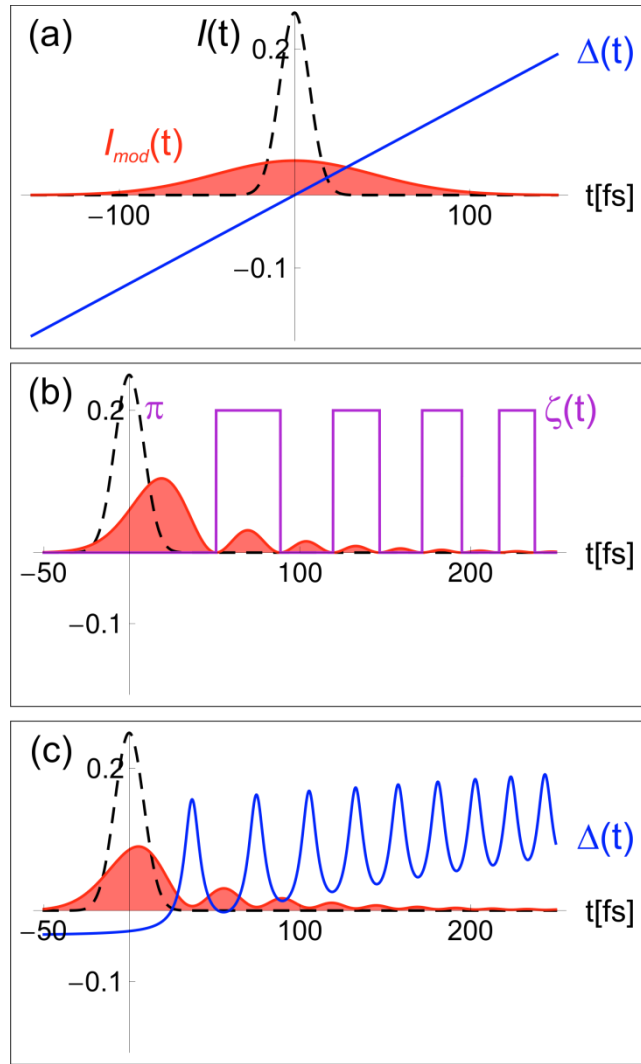 (a) I(t)
0.2 Δ(t)
I_mod(t)
−100 100 t[fs]
−0.1
(b)
0.2 π ζ(t)
−50 100 200 t[fs]
−0.1
(c)
0.2
Δ(t)
−50 100 200 t[fs]
−0.1